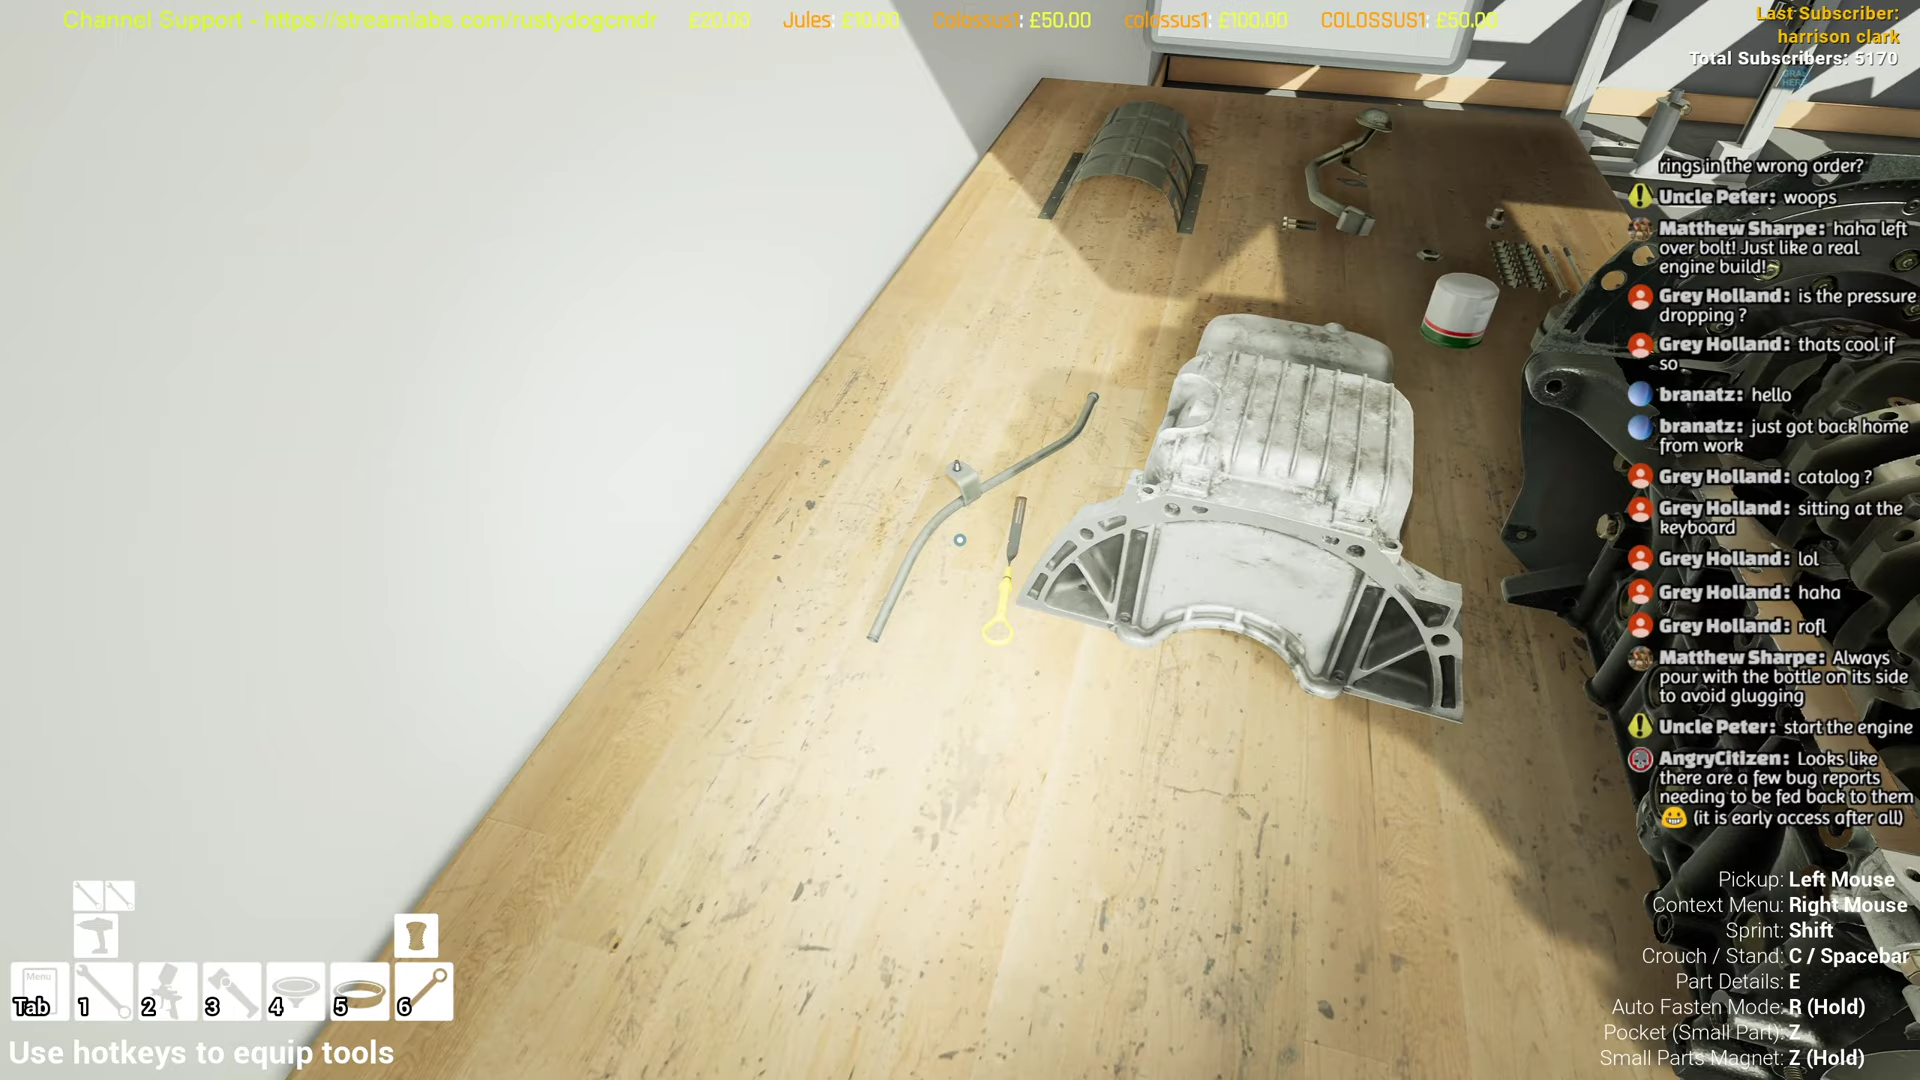 Channel Support - https://streamlabs.com/rustydogcmdr £20.00 Jules: £10.00 Colossus1: £50.00 colossus1: £100.00 COLOSSUS1: £50.00
Last Subscriber:
harrison clark
Total Subscribers: 5170
rings in the wrong order?
Uncle Peter: woops
Matthew Sharpe: haha left
over bolt! Just like a real
engine build!
Grey Holland: is the pressure
dropping ?
Grey Holland: thats cool if
so
branatz: hello
branatz: just got back home
from work
Grey Holland: catalog ?
Grey Holland: sitting at the
keyboard
Grey Holland: lol
Grey Holland: haha
Grey Holland: rofl
Matthew Sharpe: Always
pour with the bottle on its side
to avoid glugging
Uncle Peter: start the engine
AngryCitizen: Looks like
there are a few bug reports
needing to be fed back to them
😬 (it is early access after all)
Pickup: Left Mouse
Context Menu: Right Mouse
Sprint: Shift
Crouch / Stand: C / Spacebar
Part Details: E
Auto Fasten Mode: R (Hold)
Pocket (Small Part): Z
Small Parts Magnet: Z (Hold)
Menu
Tab 1 2 3 4 5 6
Use hotkeys to equip tools